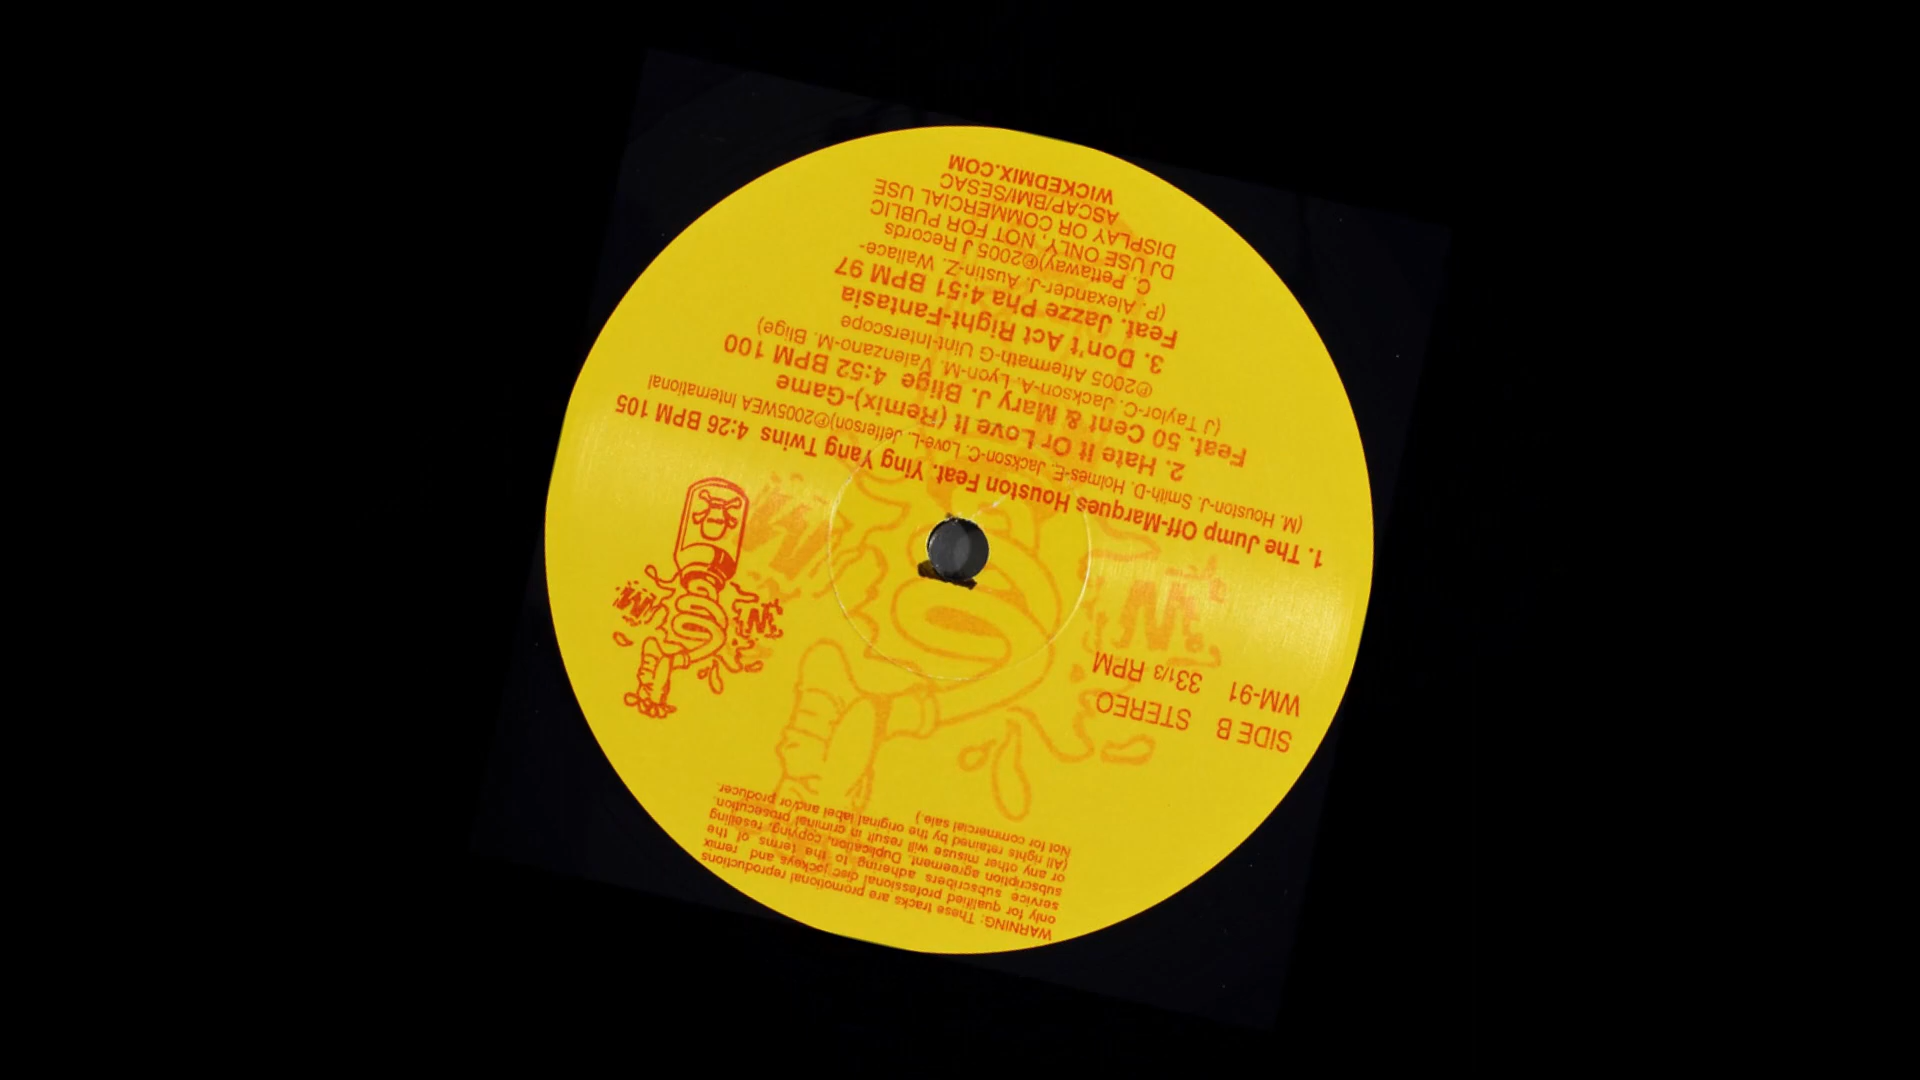 WARNING: These tracks are promotional reproductions
only for qualified professional disc jockeys and remix
service subscribers adhering to the terms of the
subscription agreement. Duplication, copying, reselling
or any other misuse will result in criminal prosecution.
(All rights retained by the original label and/or producer.
Not for commercial sale.)
SIDE B STEREO
WM-91 33 1/3 RPM
WM
WM
1. The Jump Off-Marques Houston Feat. Ying Yang Twins 4:26 BPM 105
(M. Houston-J. Smith-D. Holmes-E. Jackson-C. Love-L. Jefferson)℗2005WEA International
2. Hate It Or Love It (Remix)-Game
Feat. 50 Cent & Mary J. Blige 4:52 BPM 100
(J Taylor-C. Jackson-A. Lyon-M. Valenzano-M. Blige)
℗2005 Aftermath-G Uint-Interscope
3. Don't Act Right-Fantasia
Feat. Jazze Pha 4:51 BPM 97
(P. Alexander-J. Austin-Z. Wallace-
C. Pettaway)℗2005 J Records
DJ USE ONLY, NOT FOR PUBLIC
DISPLAY OR COMMERCIAL USE
ASCAP/BMI/SESAC
WICKEDMIX.COM